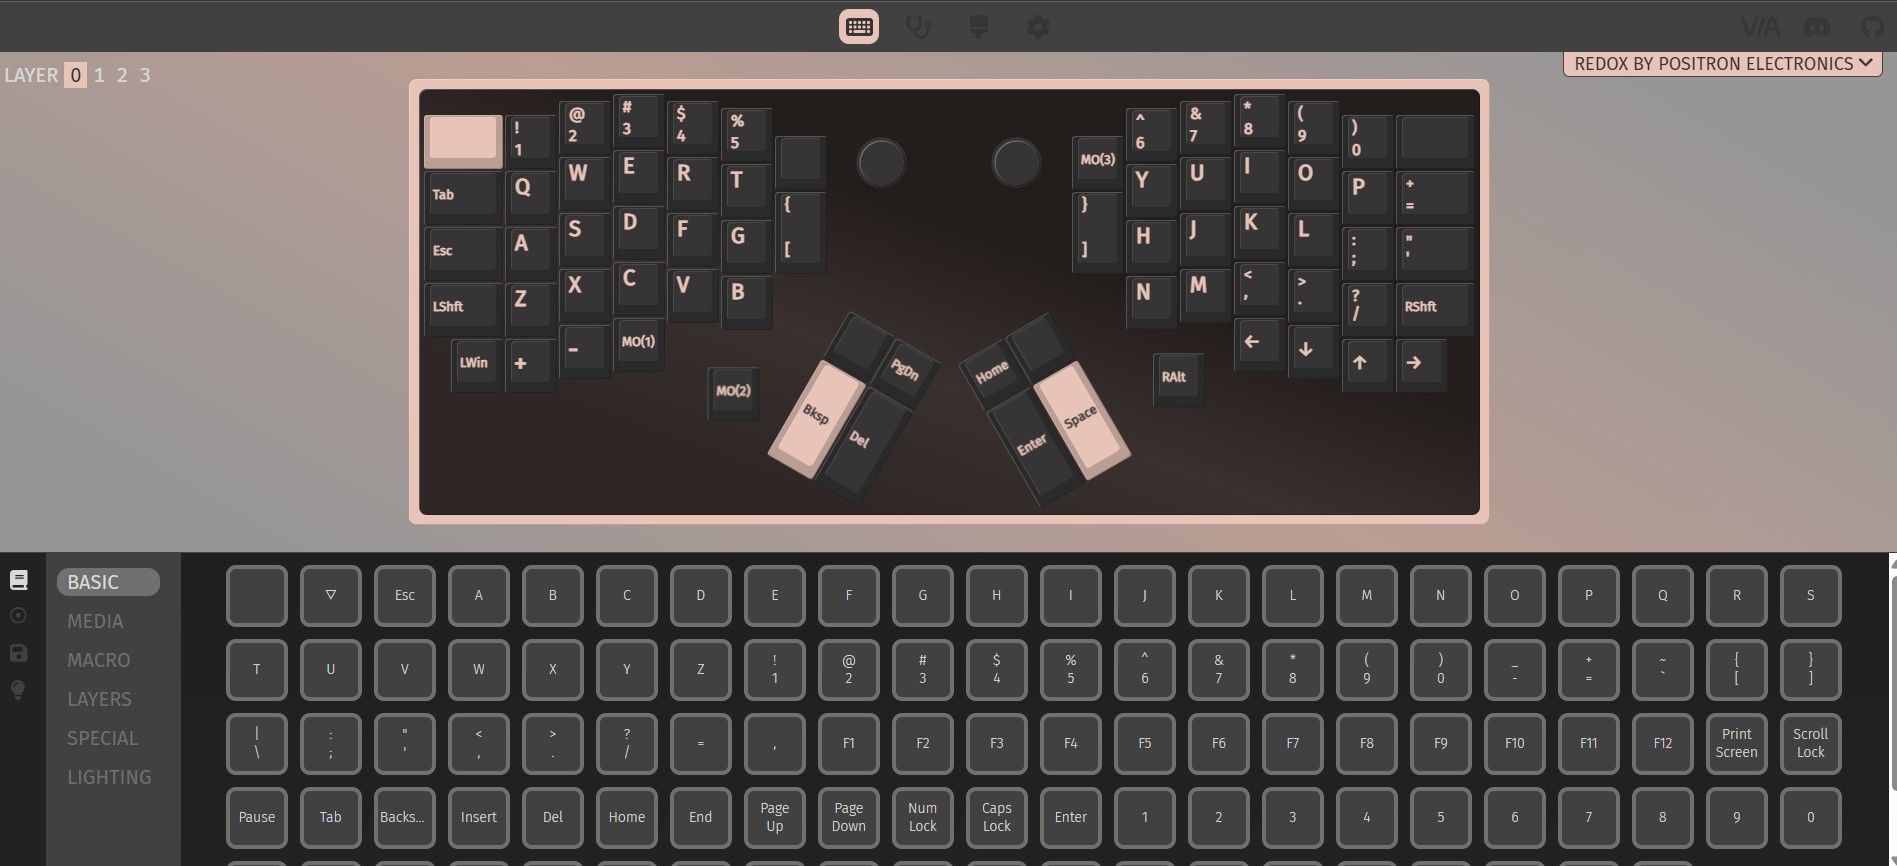 VIA
LAYER 0 1 2 3
REDOX BY POSITRON ELECTRONICS
! 1 @ 2 # 3 $ 4 % 5
Tab Q W E R T
Esc A S D F G { [
LShft Z X C V B
LWin + - MO(1)
MO(2)
PgDn
Bksp Del
MO(3) ^ 6 & 7 * 8 ( 9 ) 0
Y U I O P + =
} ] H J K L : ; " '
N M < , > . ? / RShft
RAlt ← ↓ ↑ →
Home
Enter Space
BASIC
MEDIA
MACRO
LAYERS
SPECIAL
LIGHTING
▽ Esc A B C D E F G H I J K L M N O P Q R S
T U V W X Y Z ! 1 @ 2 # 3 $ 4 % 5 ^ 6 & 7 * 8 ( 9 ) 0 _ - + = ~ ` { [ } ]
| \ : ; " ' < , > . ? / = , F1 F2 F3 F4 F5 F6 F7 F8 F9 F10 F11 F12 Print Screen Scroll Lock
Pause Tab Backs... Insert Del Home End Page Up Page Down Num Lock Caps Lock Enter 1 2 3 4 5 6 7 8 9 0